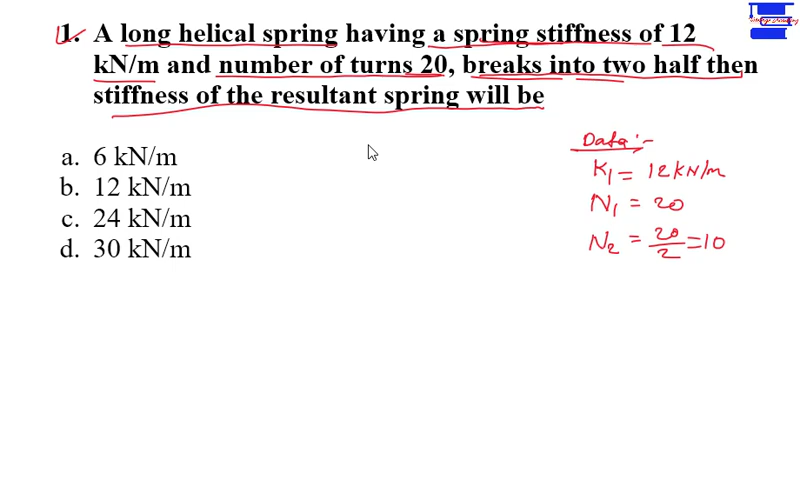 1. A long helical spring having a spring stiffness of 12
kN/m and number of turns 20, breaks into two half then
stiffness of the resultant spring will be
a. 6 kN/m
b. 12 kN/m
c. 24 kN/m
d. 30 kN/m
Data:-
K₁ = 12kN/m
N₁ = 20
N₂ = 20/2 = 10